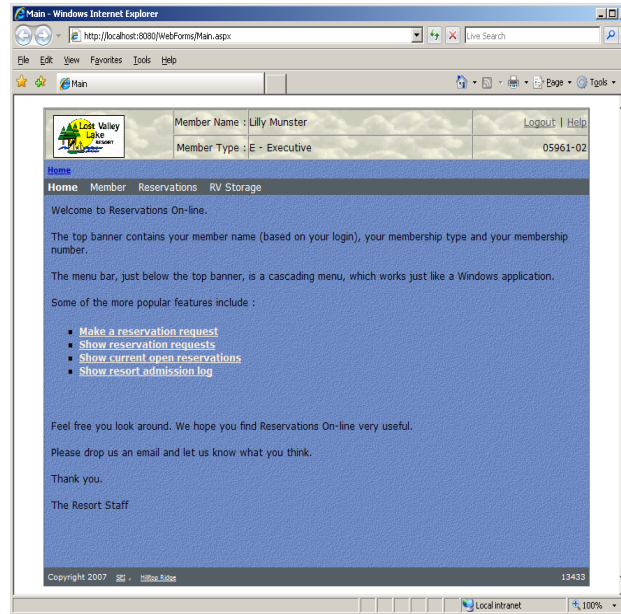 Main - Windows Internet Explorer
http://localhost:8080/WebForms/Main.aspx
Live Search
File Edit View Favorites Tools Help
Main
Page Tools
Lost Valley
Lake
RESORT
Member Name : Lilly Munster
Logout | Help
Member Type : E - Executive
05961-02
Home
Home Member Reservations RV Storage
Welcome to Reservations On-line.
The top banner contains your member name (based on your login), your membership type and your membership
number.
The menu bar, just below the top banner, is a cascading menu, which works just like a Windows application.
Some of the more popular features include :
Make a reservation request
Show reservation requests
Show current open reservations
Show resort admission log
Feel free you look around. We hope you find Reservations On-line very useful.
Please drop us an email and let us know what you think.
Thank you.
The Resort Staff
Copyright 2007 SEI , Hilltop Ridge
13433
Local intranet
100%